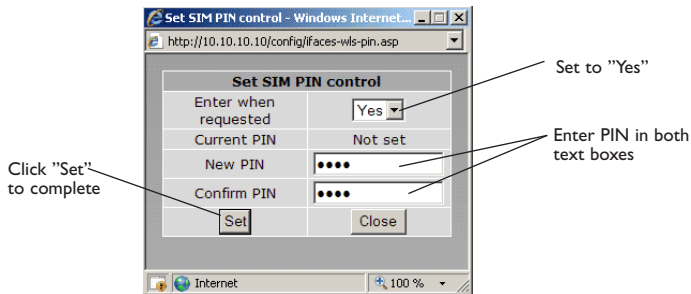 Set SIM PIN control - Windows Internet...
http://10.10.10.10/config/ifaces-wls-pin.asp
Set SIM PIN control
Enter when
requested
Yes
Set to ”Yes”
Current PIN
Not set
New PIN
••••
Enter PIN in both
text boxes
Confirm PIN
••••
Click ”Set”
to complete
Set
Close
Internet
100 %